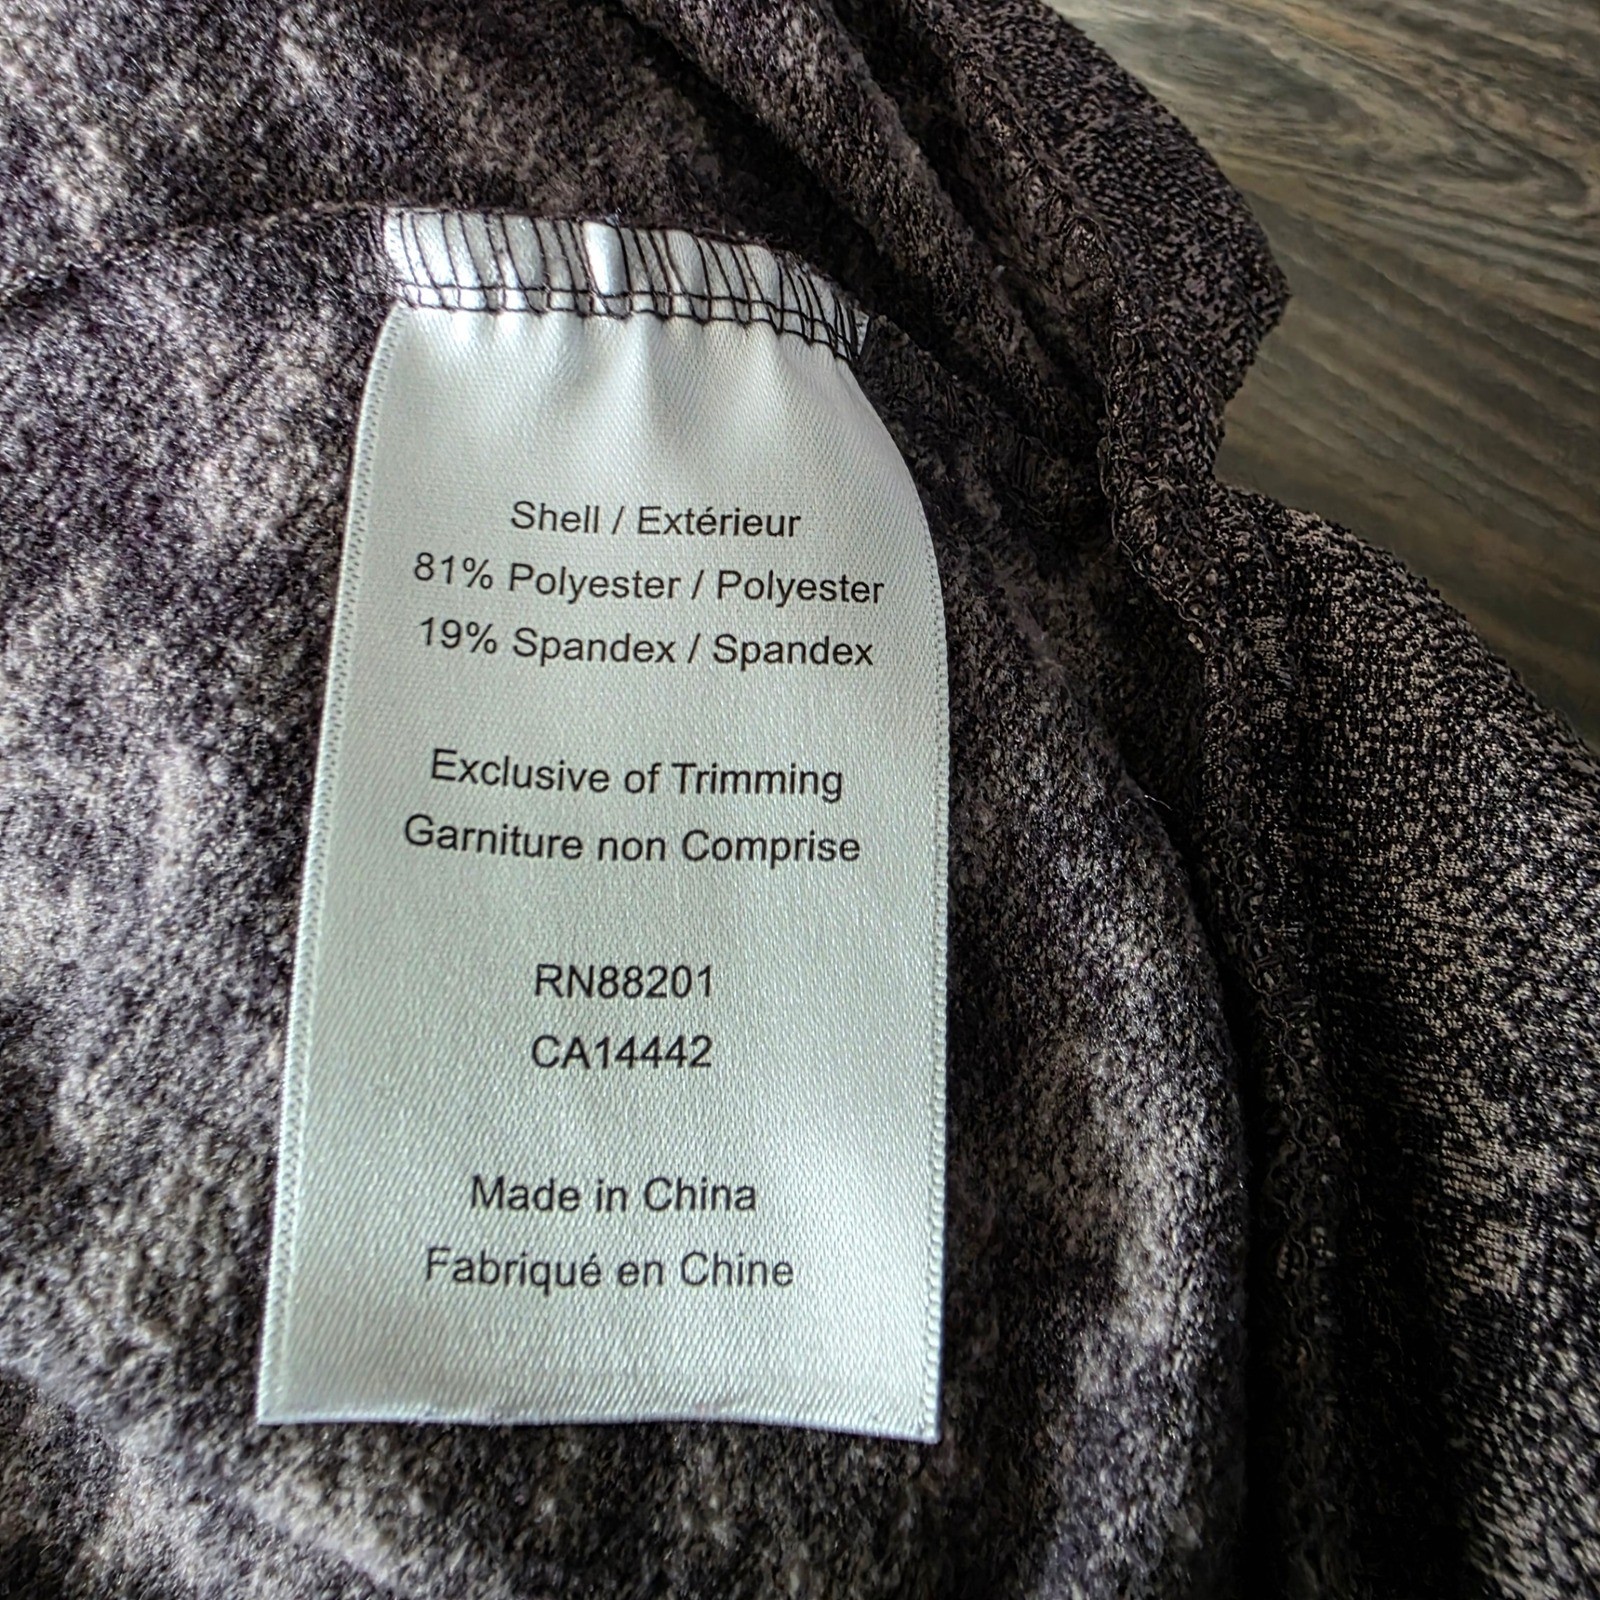 Shell / Extérieur
81% Polyester / Polyester
19% Spandex / Spandex
Exclusive of Trimming
Garniture non Comprise
RN88201
CA14442
Made in China
Fabriqué en Chine